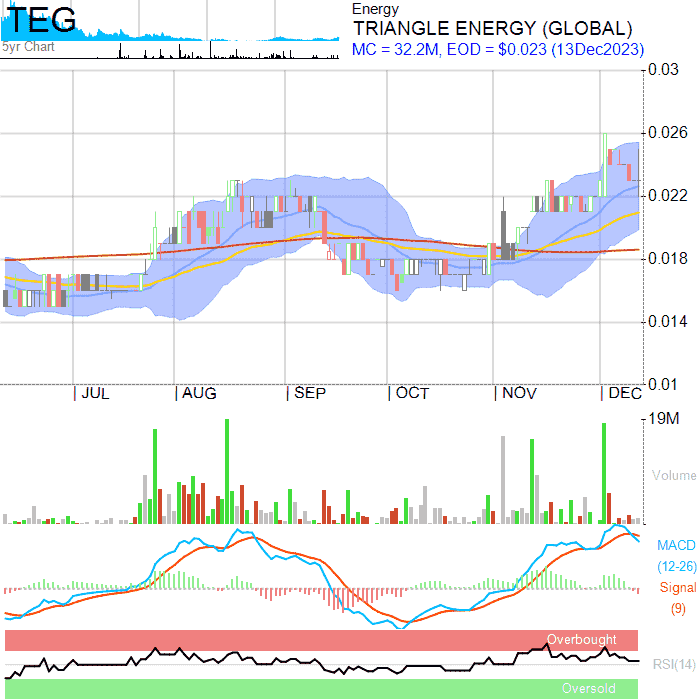 TEG
5yr Chart
Energy
TRIANGLE ENERGY (GLOBAL)
MC = 32.2M, EOD = $0.023 (13Dec2023)
0.03
0.026
0.022
0.018
0.014
0.01
| JUL | AUG | SEP | OCT | NOV | DEC
19M
Volume
MACD
(12-26)
Signal
(9)
Overbought
RSI(14)
Oversold